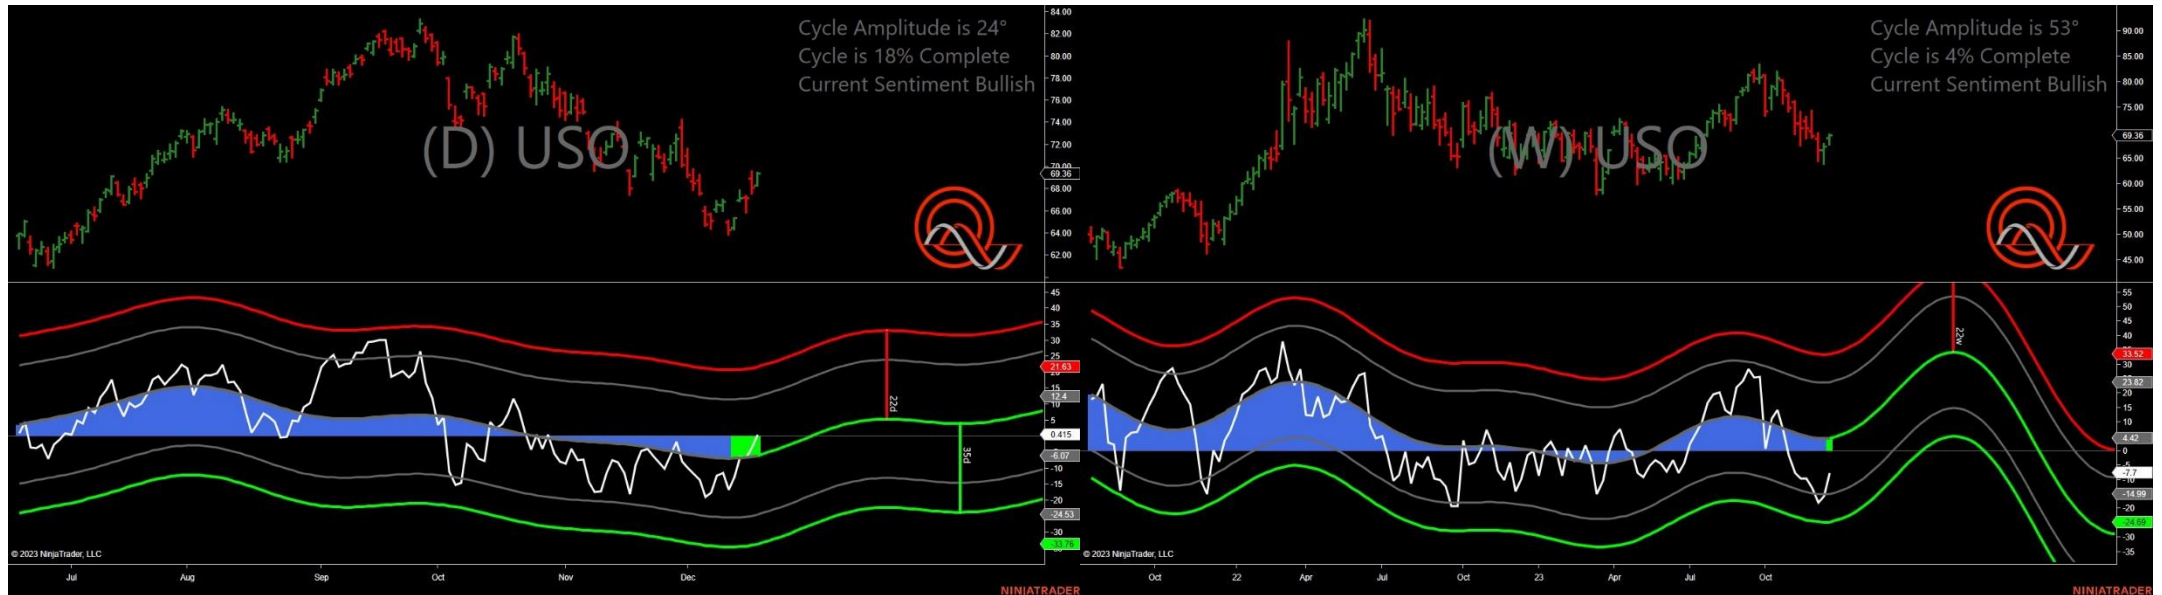 Cycle Amplitude is 24°
Cycle is 18% Complete
Current Sentiment Bullish
(D) USO
84.00
82.00
80.00
78.00
76.00
74.00
72.00
70.00
69.36
68.00
66.00
64.00
62.00
45
40
35
30
25
21.63
15
12.4
10
5
0.415
-6.07
-10
-15
-20
-24.53
-30
-33.76
22d
35d
© 2023 NinjaTrader, LLC
Jul
Aug
Sep
Oct
Nov
Dec
NINJATRADER
Cycle Amplitude is 53°
Cycle is 4% Complete
Current Sentiment Bullish
(W) USO
90.00
85.00
80.00
75.00
69.36
65.00
60.00
55.00
50.00
45.00
55
50
45
40
33.52
30
23.82
20
15
10
4.42
0
-5
-7.7
-10
-14.99
-20
-24.69
-30
-35
22w
© 2023 NinjaTrader, LLC
Oct
22
Apr
Jul
Oct
23
Apr
Jul
Oct
NINJATRADER